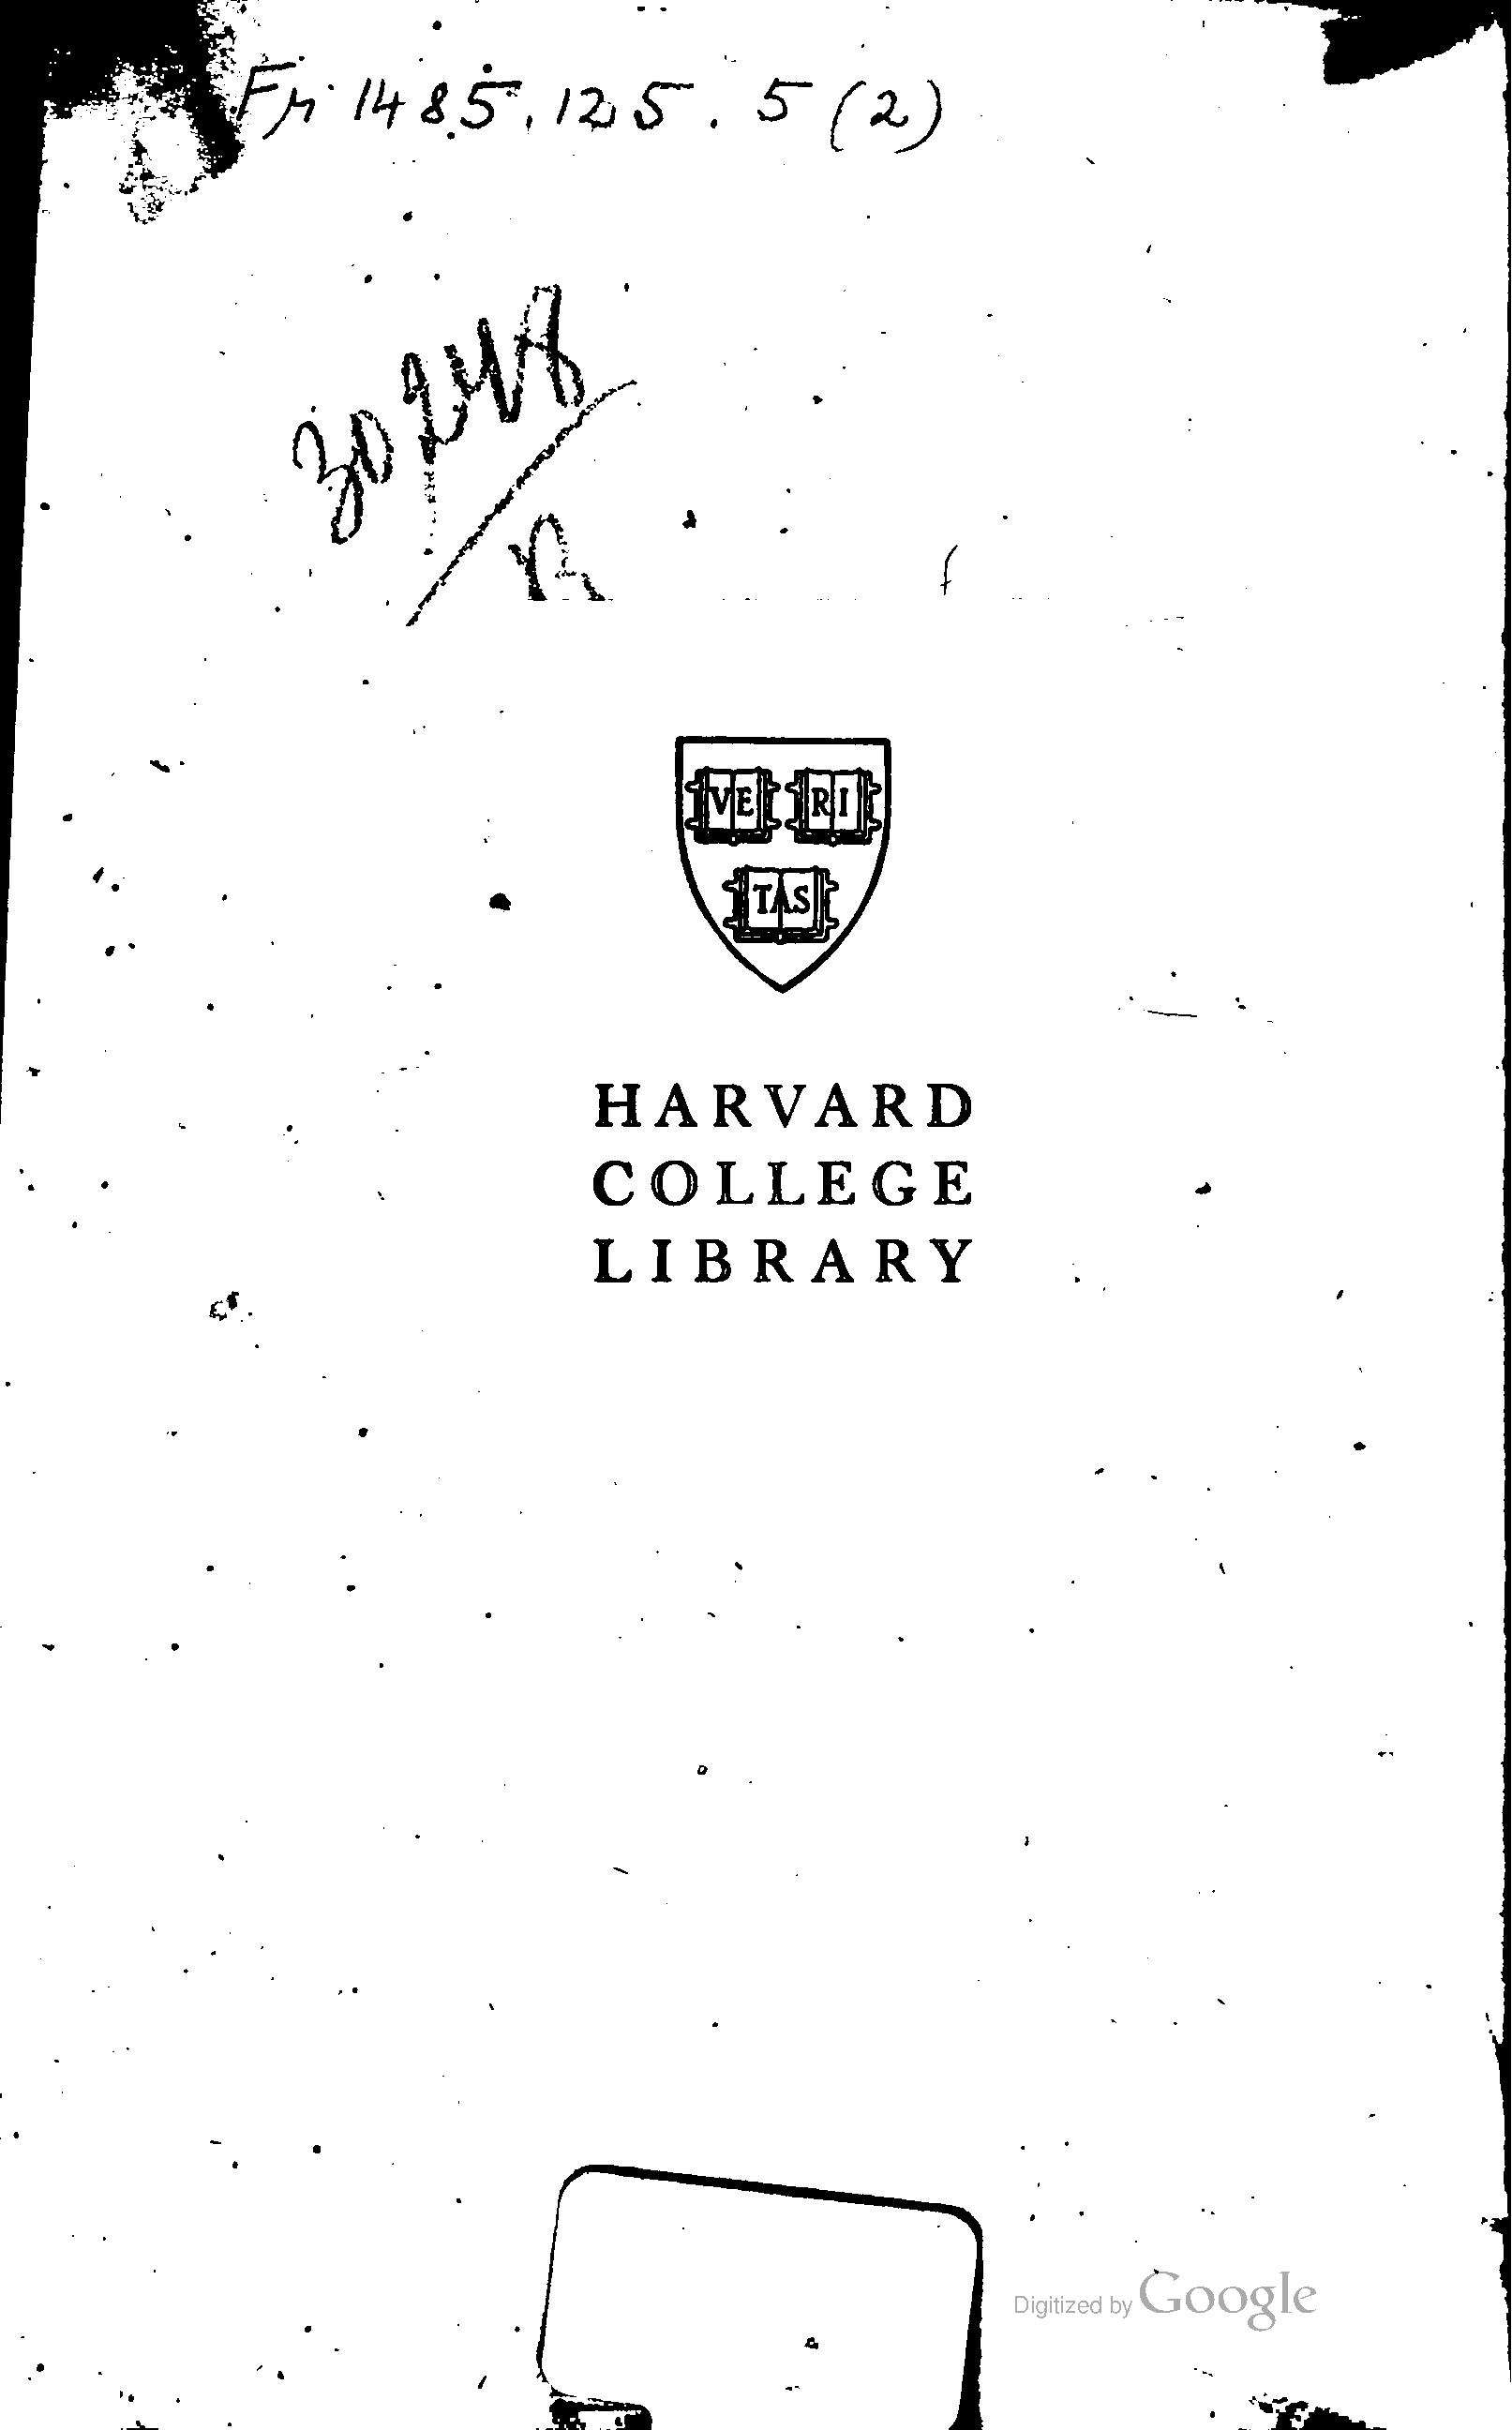 Fr 1485.125.5(2)
VE RI
TAS
HARVARD
COLLEGE
LIBRARY
Digitized by Google